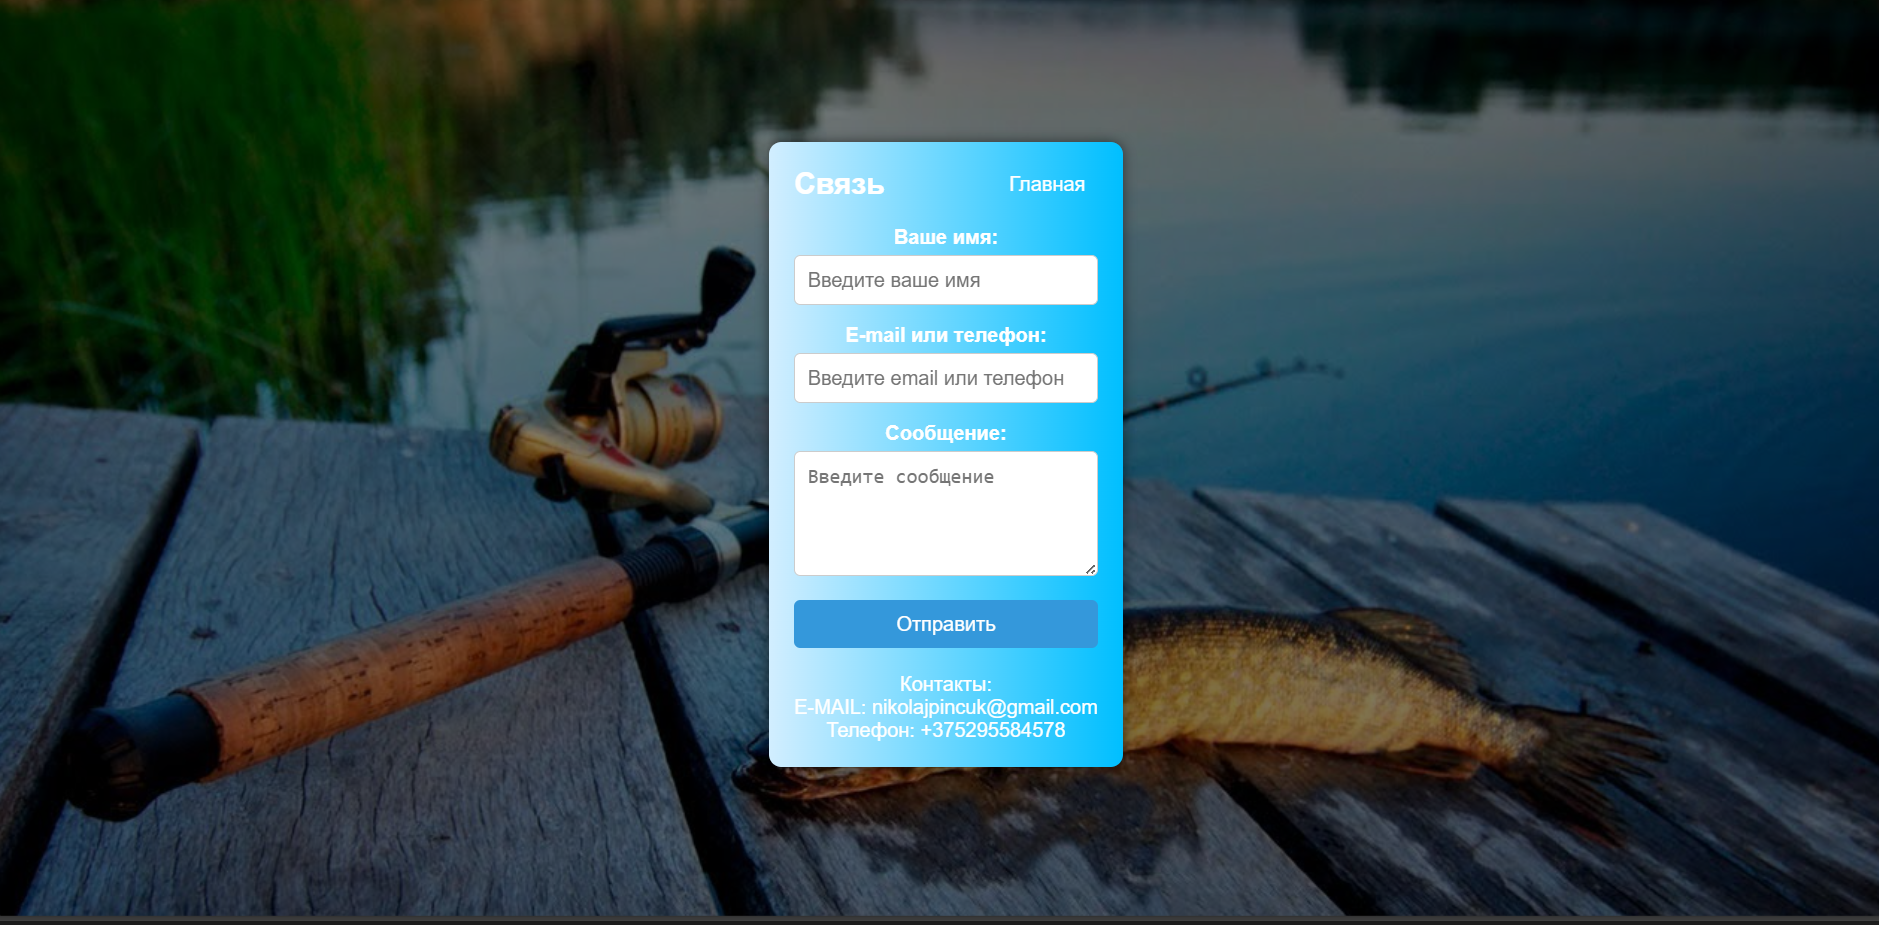 Связь
Главная
Ваше имя:
Введите ваше имя
E-mail или телефон:
Введите email или телефон
Сообщение:
Введите сообщение
Отправить
Контакты:
E-MAIL: nikolajpincuk@gmail.com
Телефон: +375295584578